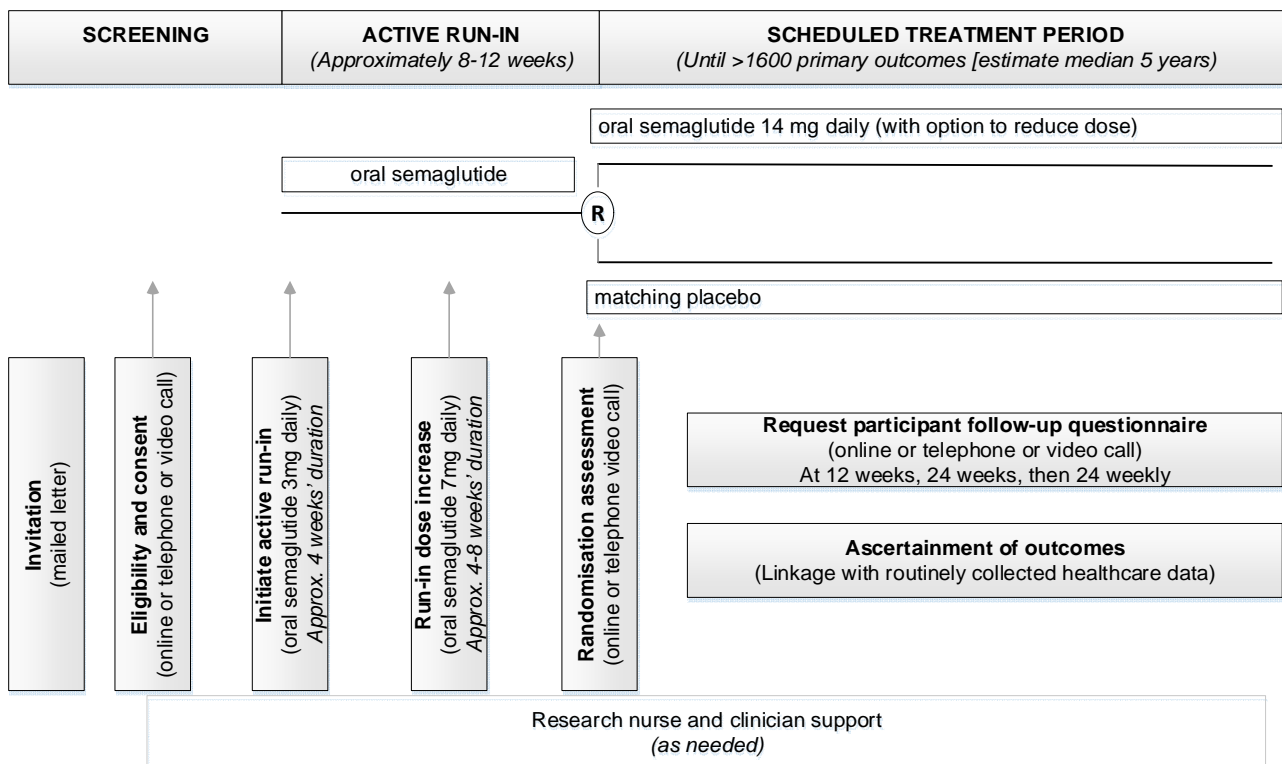 SCREENING
ACTIVE RUN-IN
(Approximately 8-12 weeks)
SCHEDULED TREATMENT PERIOD
(Until >1600 primary outcomes [estimate median 5 years)
oral semaglutide 14 mg daily (with option to reduce dose)
oral semaglutide
R
matching placebo
Invitation
(mailed letter)
Eligibility and consent
(online or telephone or video call)
Initiate active run-in
(oral semaglutide 3mg daily)
Approx. 4 weeks' duration
Run-in dose increase
(oral semaglutide 7mg daily)
Approx. 4-8 weeks' duration
Randomisation assessment
(online or telephone video call)
Request participant follow-up questionnaire
(online or telephone or video call)
At 12 weeks, 24 weeks, then 24 weekly
Ascertainment of outcomes
(Linkage with routinely collected healthcare data)
Research nurse and clinician support
(as needed)